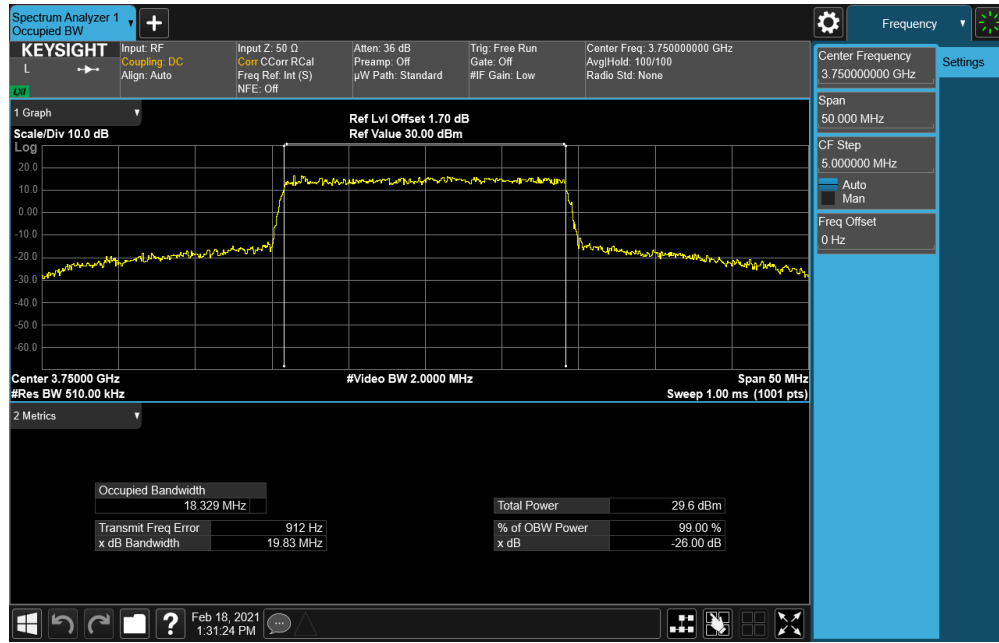 Spectrum Analyzer 1
Occupied BW
Frequency
KEYSIGHT
L
LXI
Input: RF
Coupling: DC
Align: Auto
Input Z: 50 Ω
Corr CCorr RCal
Freq Ref: Int (S)
NFE: Off
Atten: 36 dB
Preamp: Off
µW Path: Standard
Trig: Free Run
Gate: Off
#IF Gain: Low
Center Freq: 3.750000000 GHz
Avg|Hold: 100/100
Radio Std: None
Center Frequency
3.750000000 GHz
Settings
Span
50.000 MHz
CF Step
5.000000 MHz
Auto
Man
Freq Offset
0 Hz
1 Graph
Scale/Div 10.0 dB
Ref Lvl Offset 1.70 dB
Ref Value 30.00 dBm
Log
20.0
10.0
0.00
-10.0
-20.0
-30.0
-40.0
-50.0
-60.0
Center 3.75000 GHz
#Video BW 2.0000 MHz
Span 50 MHz
#Res BW 510.00 kHz
Sweep 1.00 ms (1001 pts)
2 Metrics
Occupied Bandwidth
18.329 MHz
Total Power 29.6 dBm
Transmit Freq Error 912 Hz
% of OBW Power 99.00 %
x dB Bandwidth 19.83 MHz
x dB -26.00 dB
Feb 18, 2021
1:31:24 PM